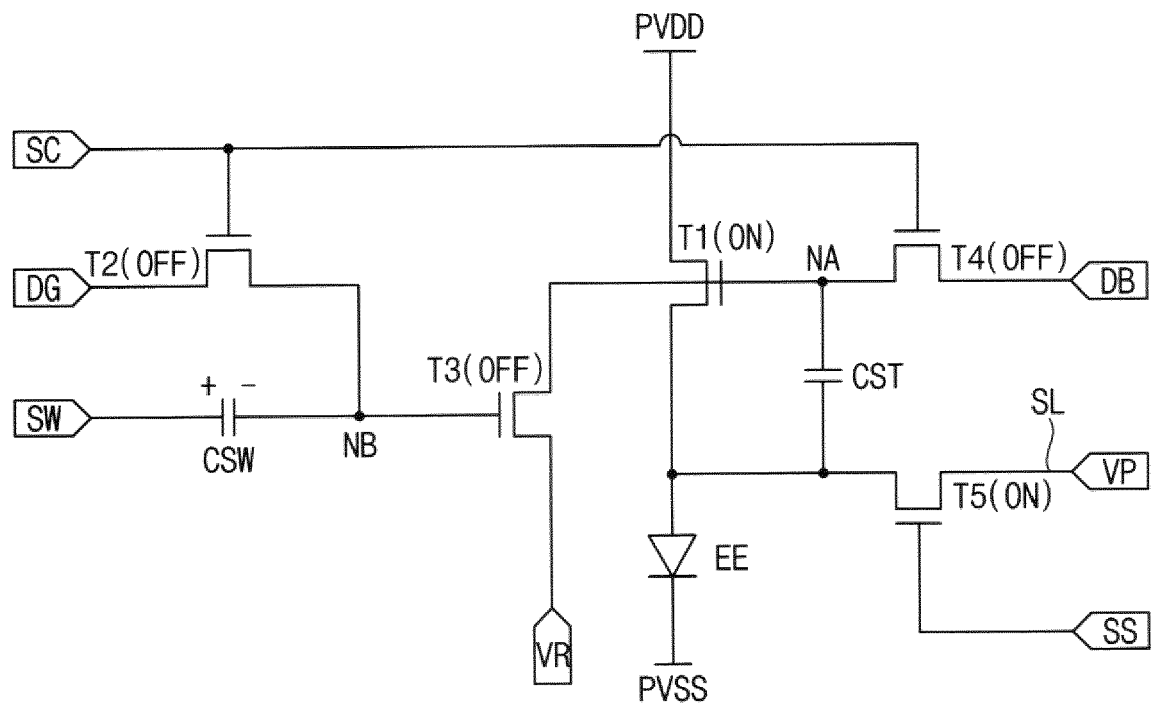 PVDD
SC
T1(ON)
T2(OFF)
NA
T4(OFF)
DG
DB
T3(OFF)
CST
+ −
SL
SW
NB
CSW
VP
T5(ON)
EE
SS
VR
PVSS